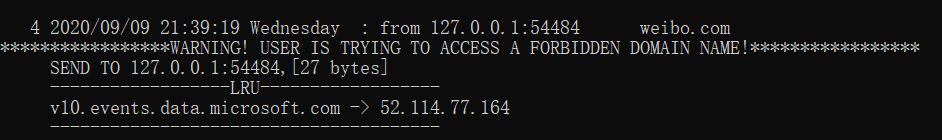 4 2020/09/09 21:39:19 Wednesday  : from 127.0.0.1:54484      weibo.com
*****************WARNING! USER IS TRYING TO ACCESS A FORBIDDEN DOMAIN NAME!*****************
SEND TO 127.0.0.1:54484,[27 bytes]
------------------LRU------------------
v10.events.data.microsoft.com -> 52.114.77.164
---------------------------------------